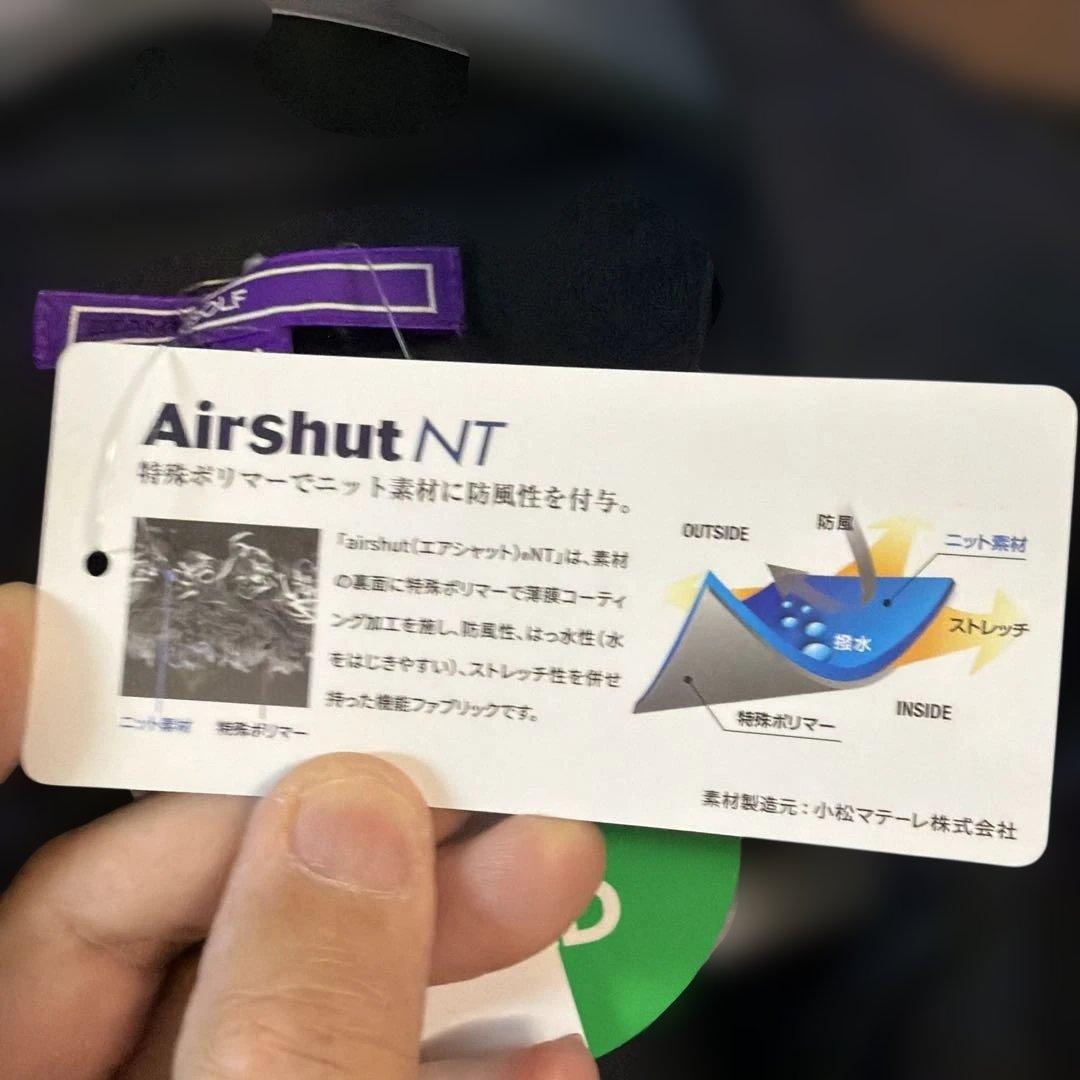 GOLF
AirShut NT
特殊ポリマーでニット素材に防風性を付与。
「airshut(エアシャット)®NT」は、素材
の裏面に特殊ポリマーで薄膜コーティ
ング加工を施し、防風性、はっ水性(水
をはじきやすい)、ストレッチ性を併せ
持った機能ファブリックです。
ニット素材
特殊ポリマー
OUTSIDE
防風
ニット素材
ストレッチ
撥水
特殊ポリマー
INSIDE
素材製造元:小松マテーレ株式会社